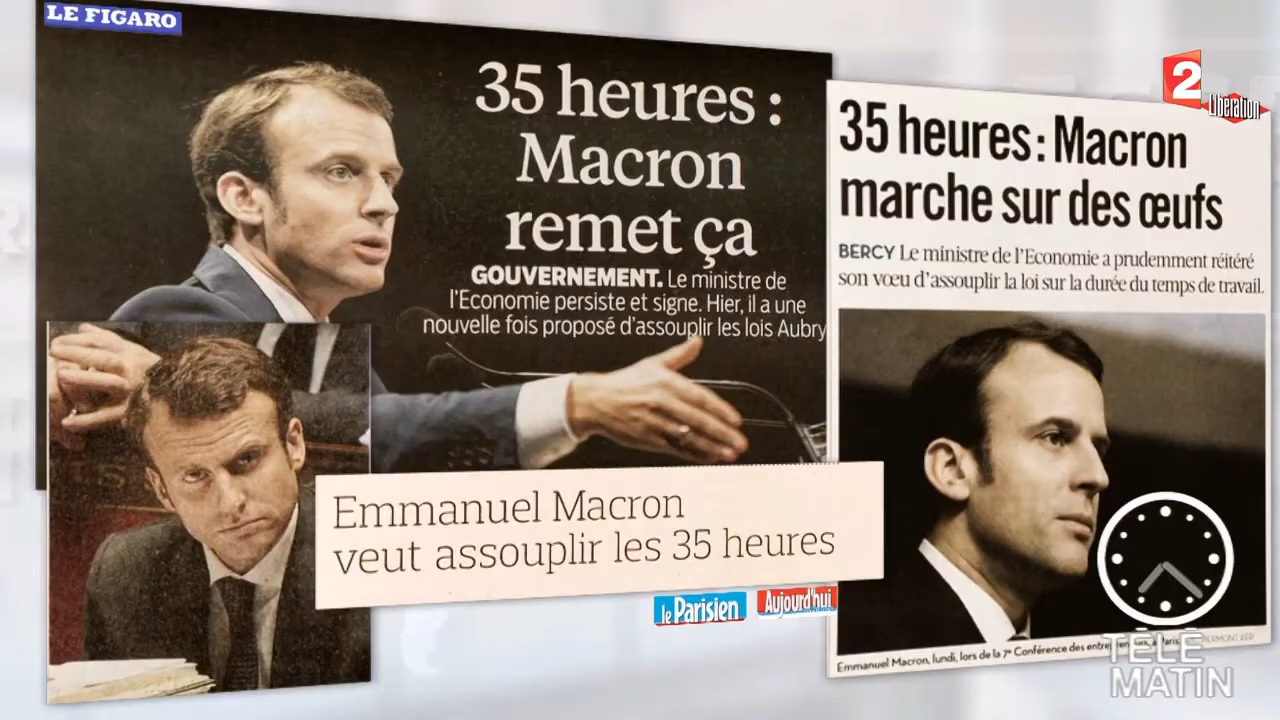 LE FIGARO
35 heures :
Macron
remet ça
GOUVERNEMENT. Le ministre de
l'Economie persiste et signe. Hier, il a une
nouvelle fois proposé d'assouplir les lois Aubry
2
Libération
35 heures : Macron
marche sur des œufs
BERCY Le ministre de l'Economie a prudemment réitéré
son vœu d'assouplir la loi sur la durée du temps de travail.
Emmanuel Macron
veut assouplir les 35 heures
le Parisien
Aujourd'hui
Emmanuel Macron, lundi, lors de la 7e Conférence des entrepreneurs, à Paris.
TÉLÉ
MATIN